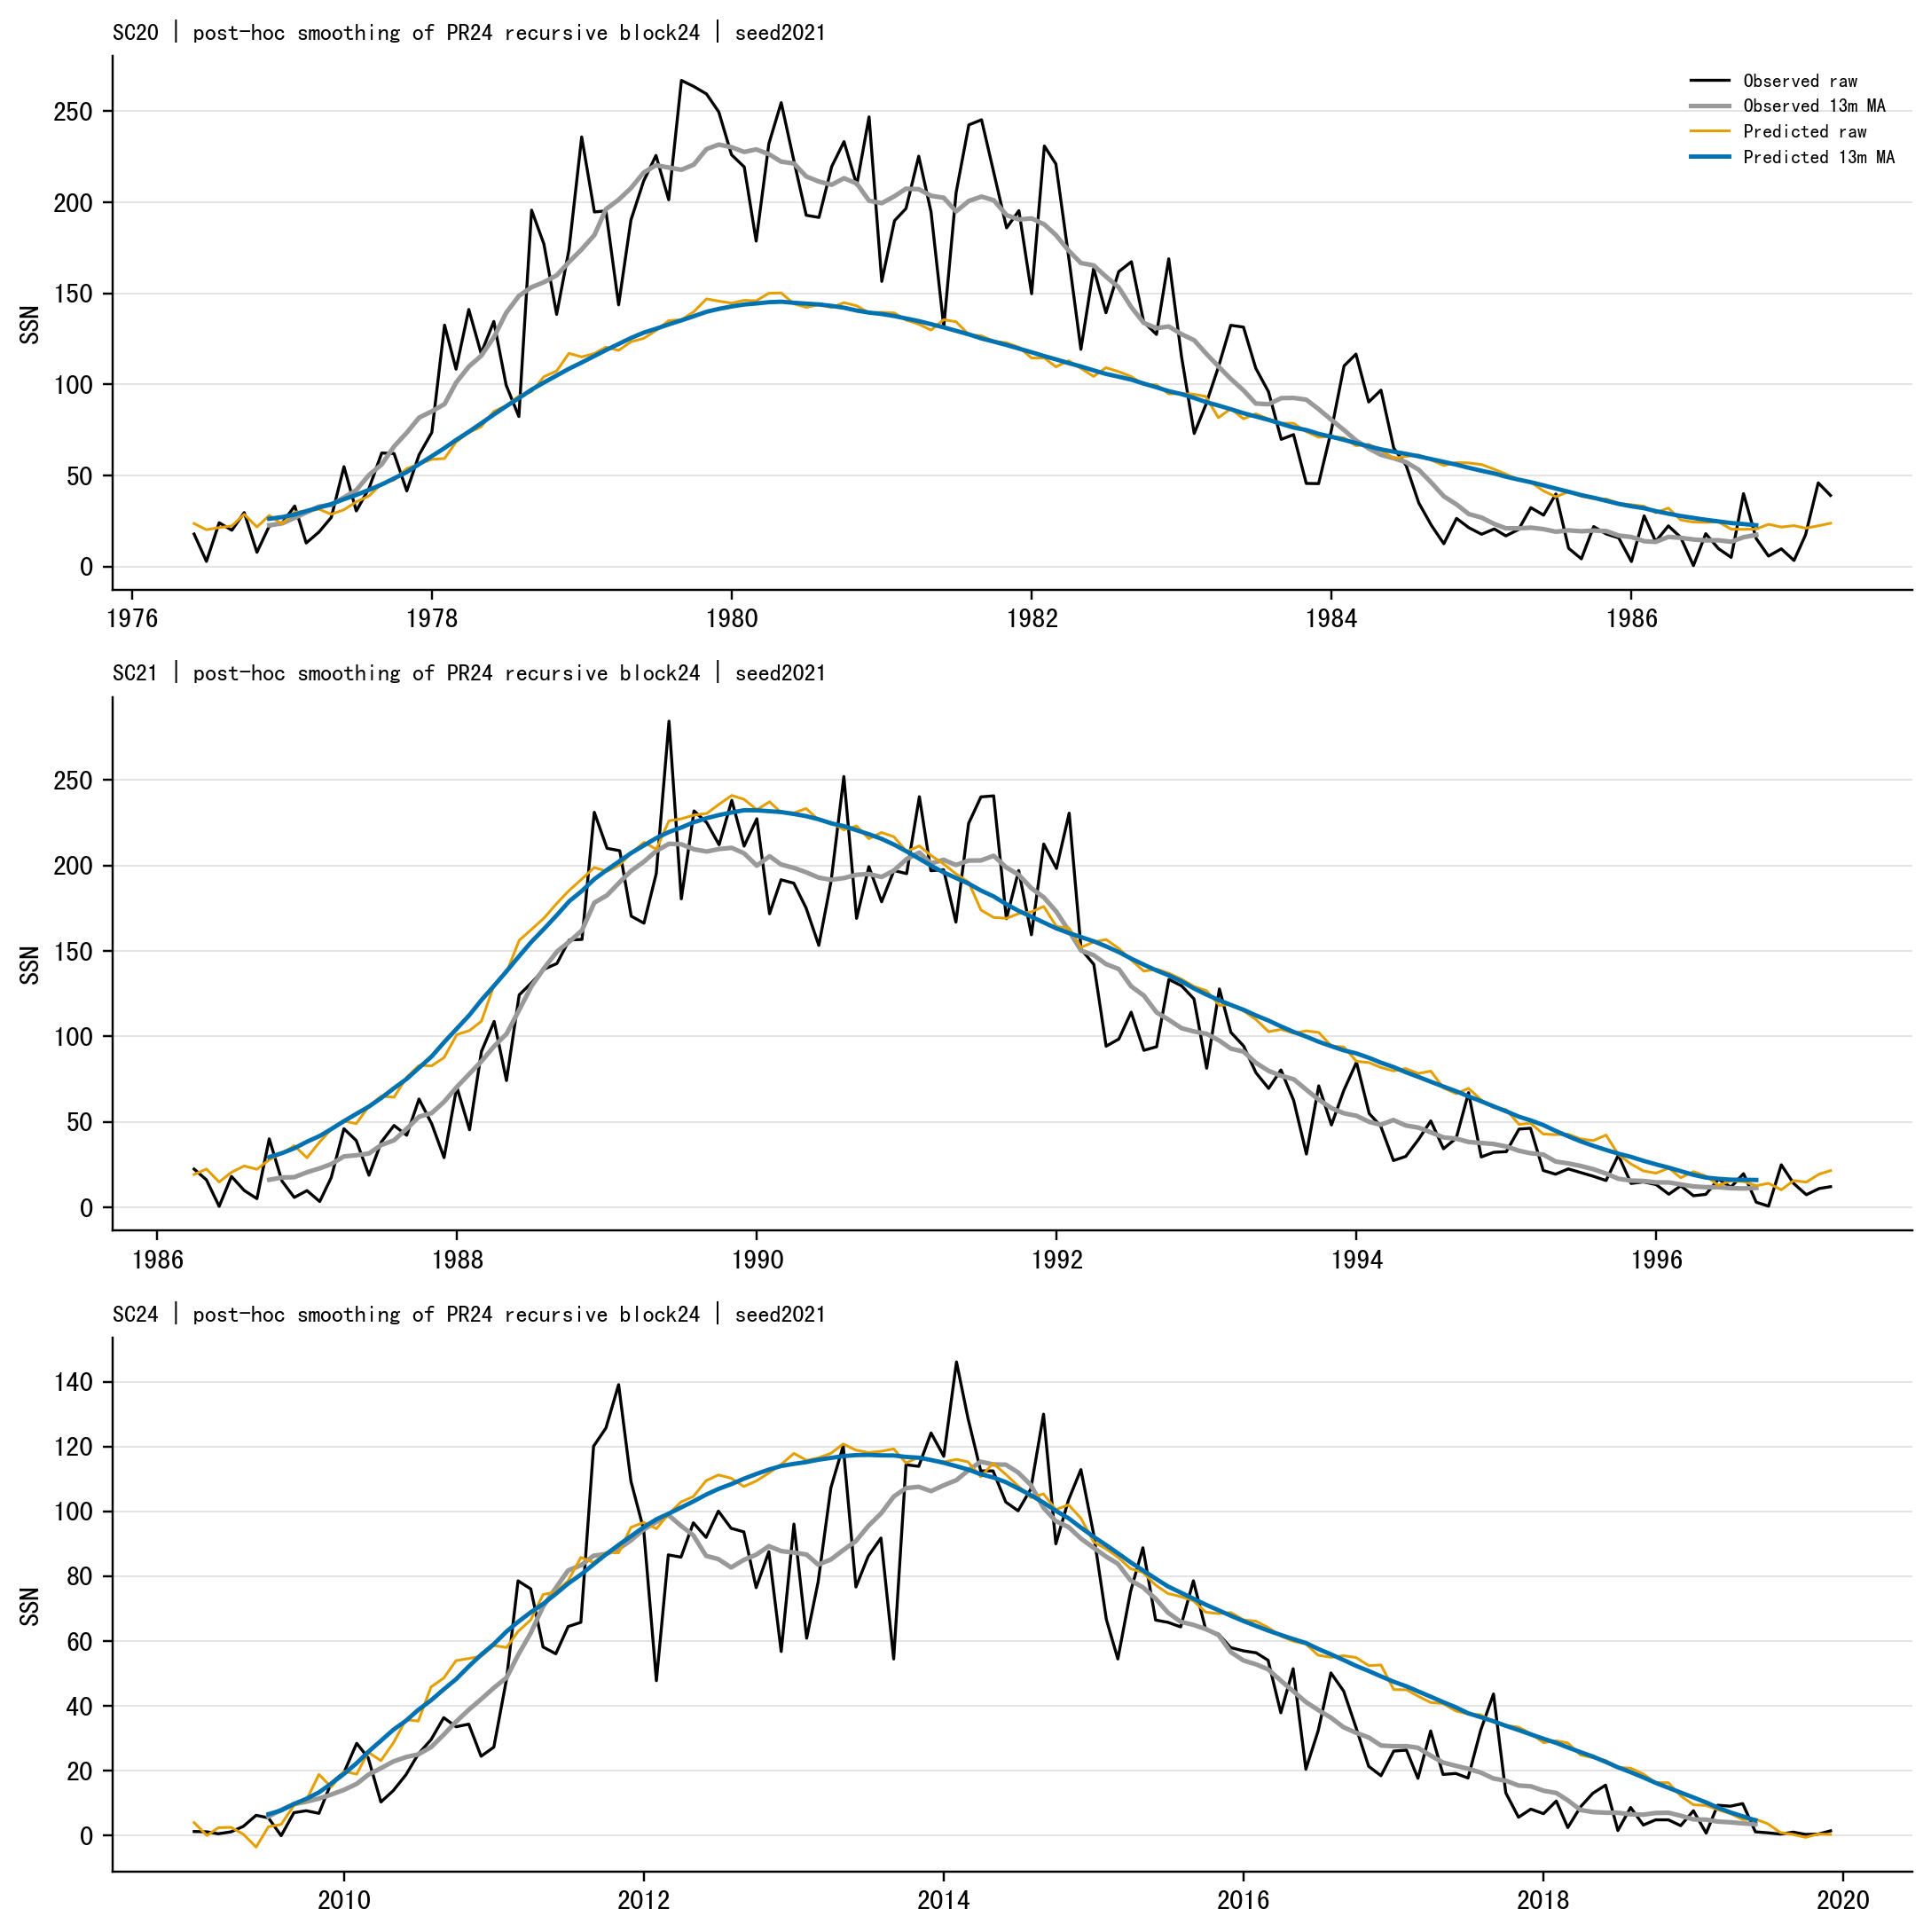 SC20 | post-hoc smoothing of PR24 recursive block24 | seed2021
Observed raw
Observed 13m MA
Predicted raw
Predicted 13m MA
SSN
250
200
150
100
50
0
1976 1978 1980 1982 1984 1986
SC21 | post-hoc smoothing of PR24 recursive block24 | seed2021
SSN
250
200
150
100
50
0
1986 1988 1990 1992 1994 1996
SC24 | post-hoc smoothing of PR24 recursive block24 | seed2021
SSN
140
120
100
80
60
40
20
0
2010 2012 2014 2016 2018 2020